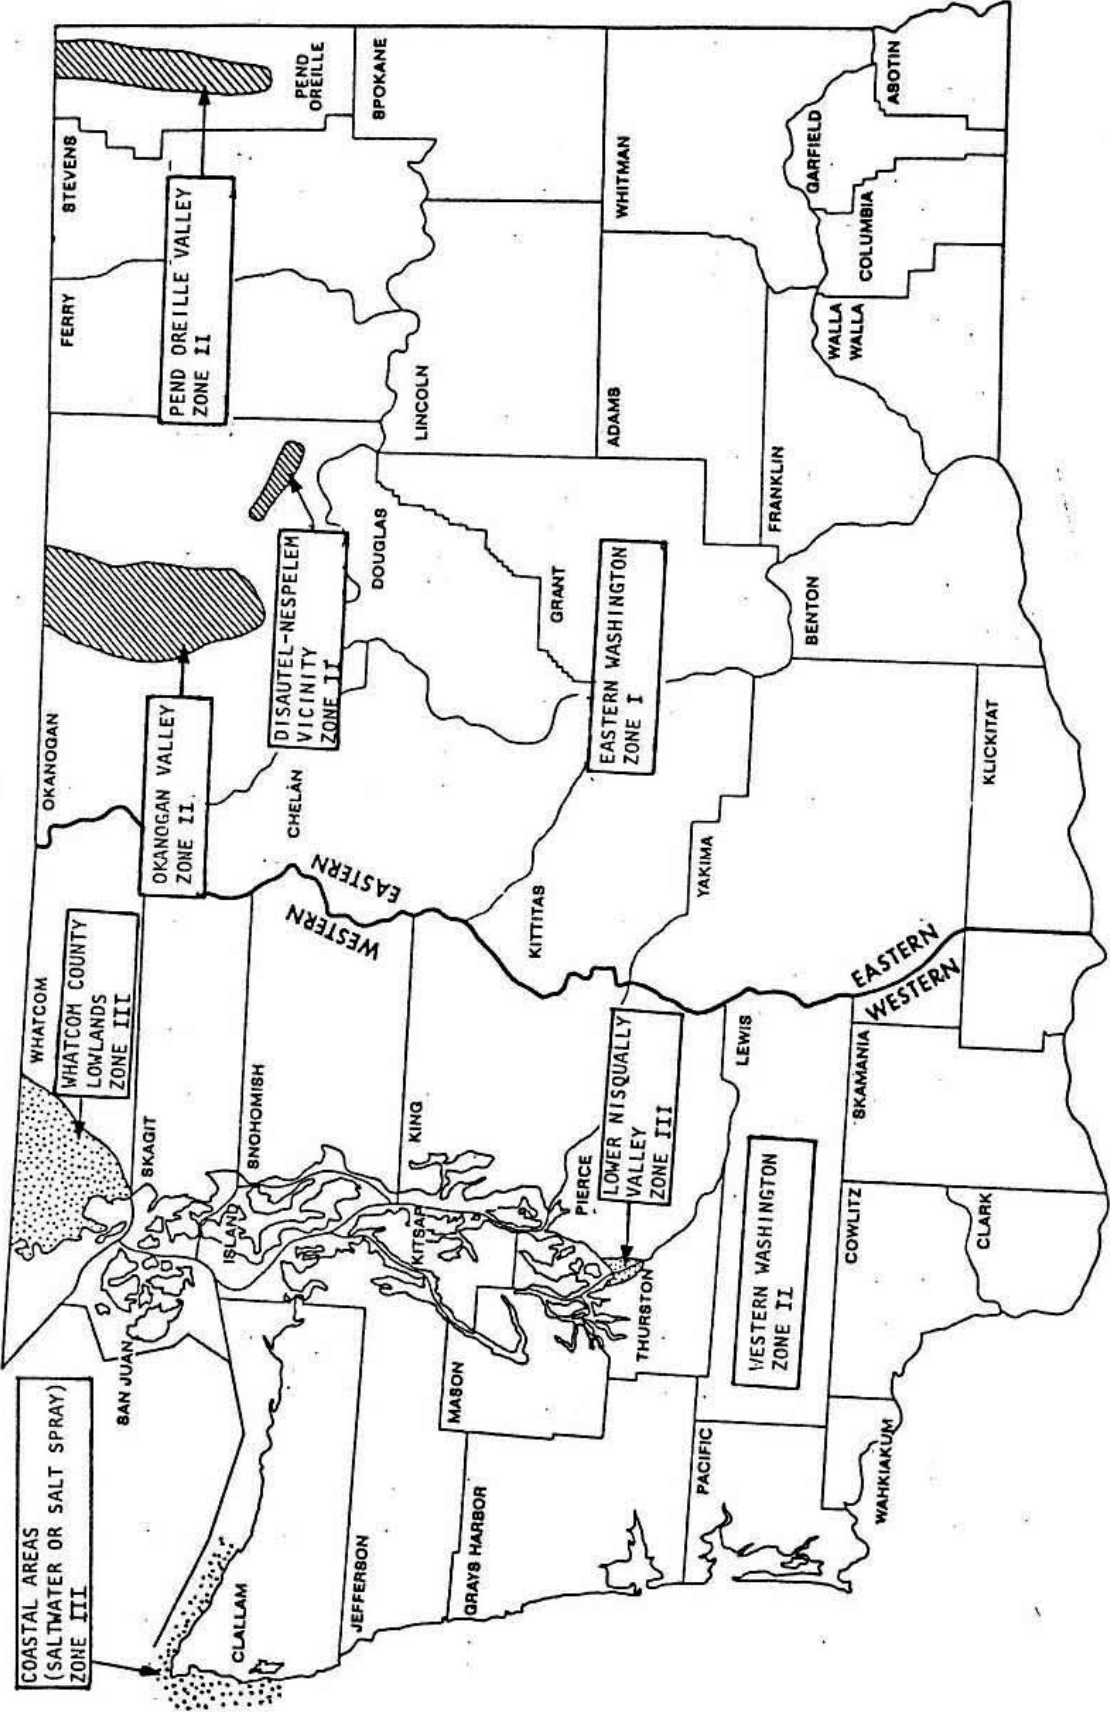 COASTAL AREAS
(SALTWATER OR SALT SPRAY)
ZONE III
WHATCOM COUNTY
LOWLANDS
ZONE III
OKANOGAN VALLEY
ZONE II
DISAUTEL-NESPELEM
VICINITY
ZONE II
PEND OREILLE VALLEY
ZONE II
EASTERN WASHINGTON
ZONE I
LOWER NISQUALLY
VALLEY
ZONE III
WESTERN WASHINGTON
ZONE II
WHATCOM
OKANOGAN
FERRY
STEVENS
PEND
OREILLE
SAN JUAN
SKAGIT
ISLAND
SNOHOMISH
CHELAN
DOUGLAS
LINCOLN
SPOKANE
CLALLAM
JEFFERSON
KITSAP
KING
WESTERN
EASTERN
KITTITAS
GRANT
ADAMS
WHITMAN
GRAYS HARBOR
MASON
THURSTON
PIERCE
LEWIS
YAKIMA
FRANKLIN
BENTON
WALLA
WALLA
COLUMBIA
GARFIELD
ASOTIN
PACIFIC
WAHKIAKUM
COWLITZ
CLARK
SKAMANIA
WESTERN
EASTERN
KLICKITAT